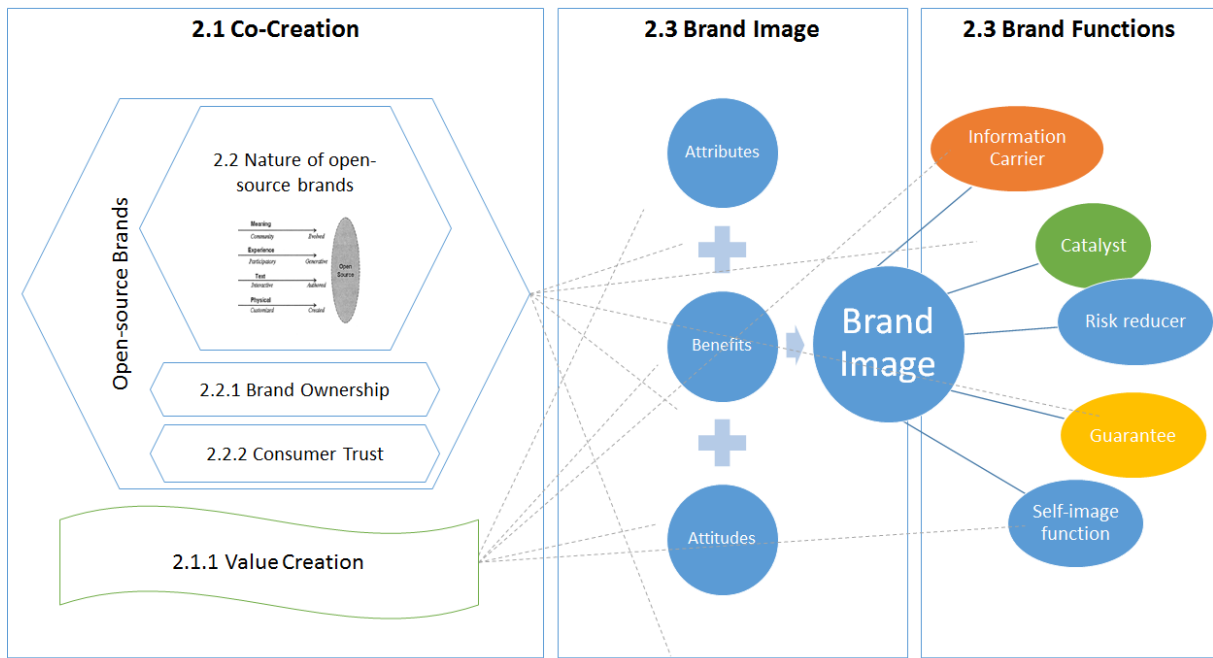 2.1 Co-Creation
Open-source Brands
2.2 Nature of open-
source brands
Meaning
Community Evolved
Experience
Participatory Generative
Text
Interactive Authored
Physical
Customized Created
Open
Source
2.2.1 Brand Ownership
2.2.2 Consumer Trust
2.1.1 Value Creation
2.3 Brand Image
Attributes
Benefits
Attitudes
Brand
Image
2.3 Brand Functions
Information
Carrier
Catalyst
Risk reducer
Guarantee
Self-image
function